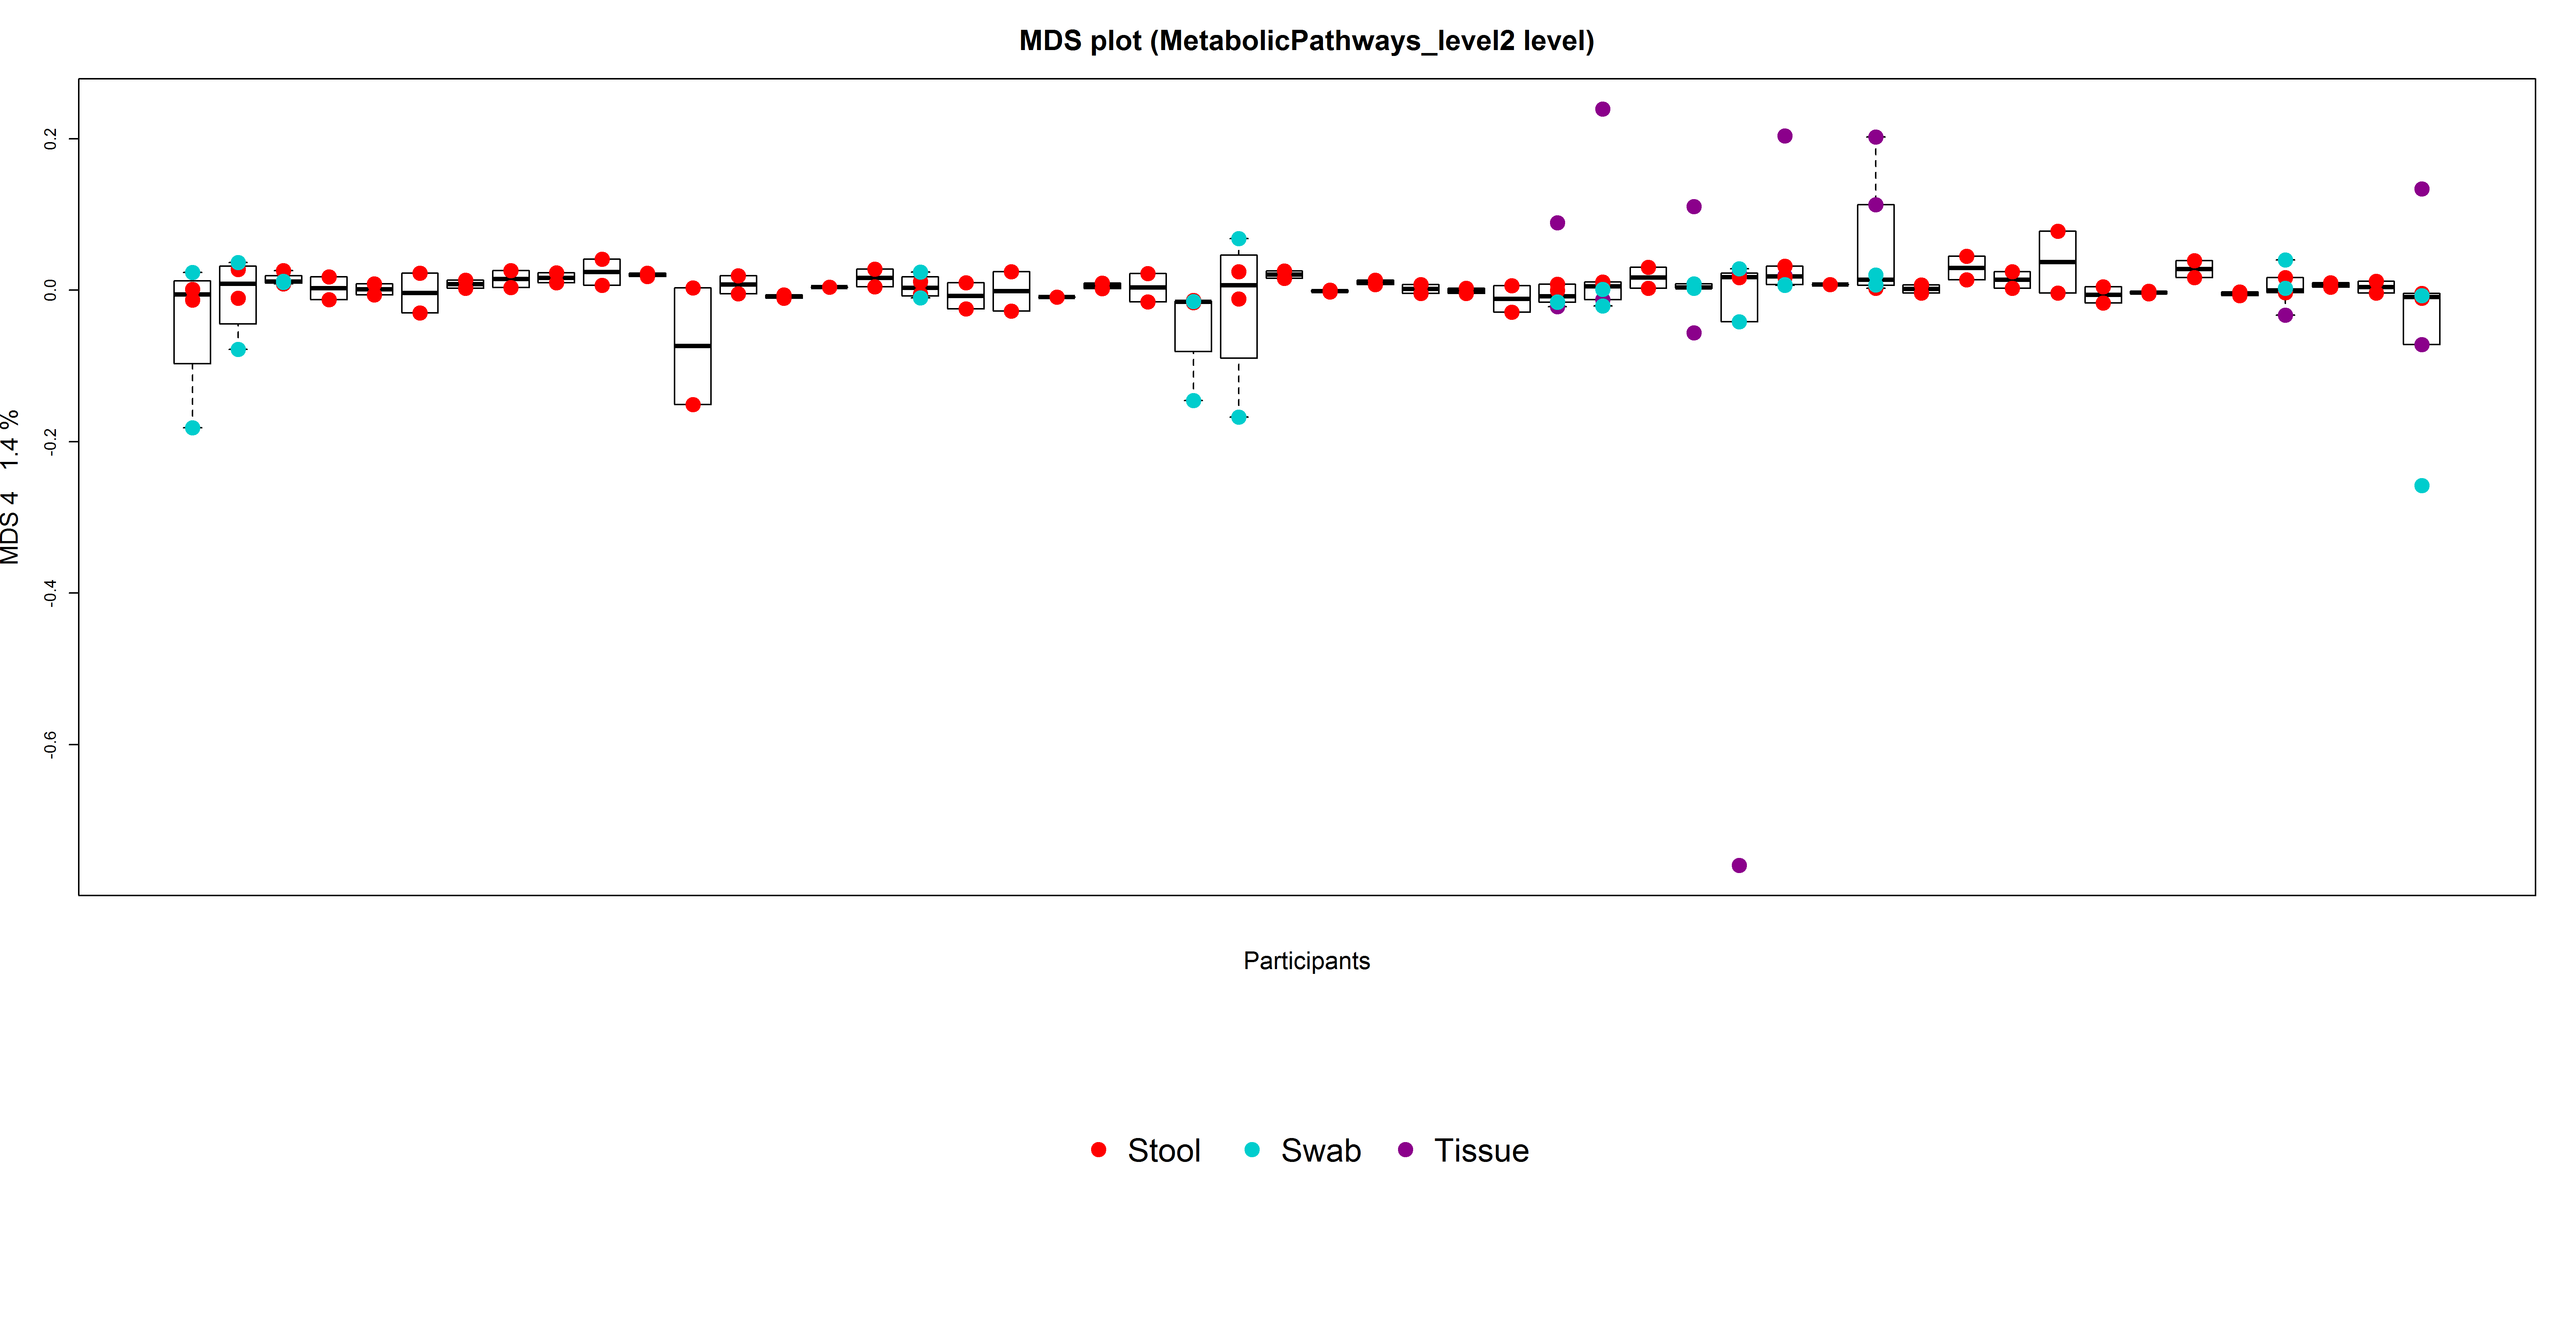 MDS plot (MetabolicPathways_level2 level)
MDS 4 1.4 %
0.2
0.0
-0.2
-0.4
-0.6
Participants
Stool
Swab
Tissue